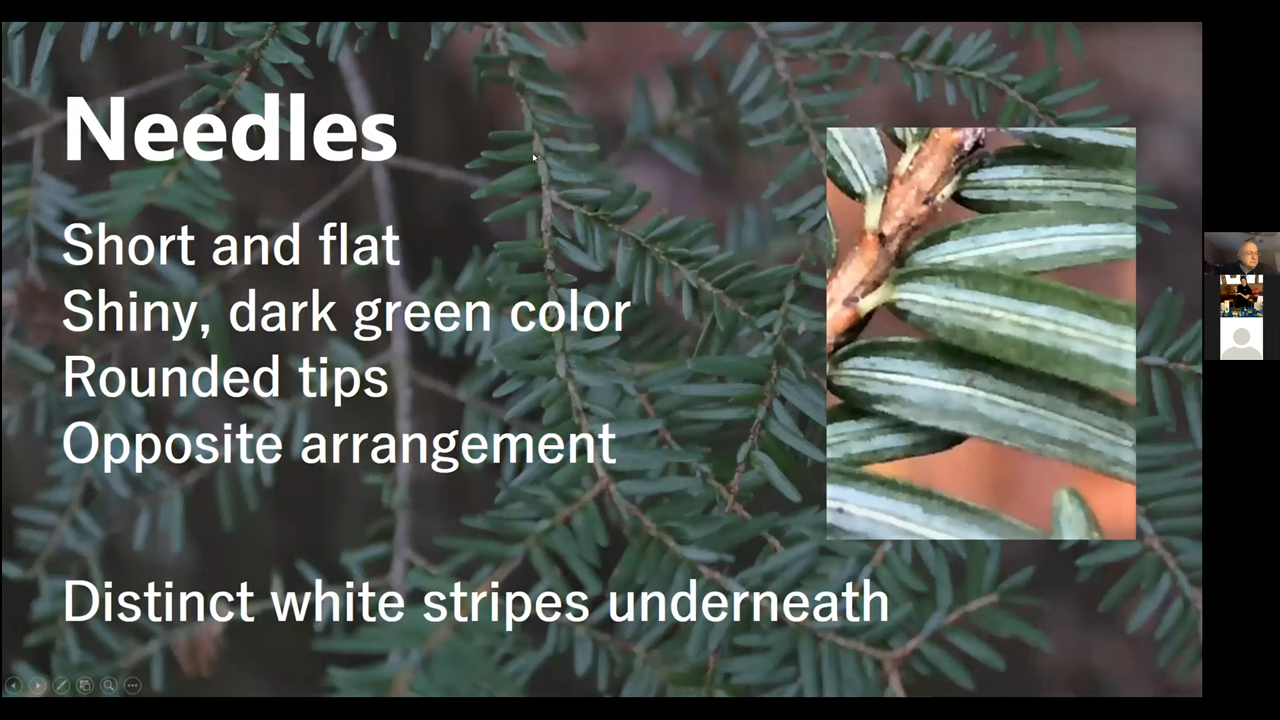 Needles
Short and flat
Shiny, dark green color
Rounded tips
Opposite arrangement
Distinct white stripes underneath